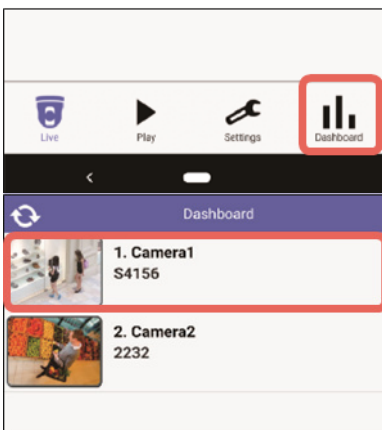 Live Play Settings Dashboard
Dashboard
1. Camera1
S4156
2. Camera2
2232